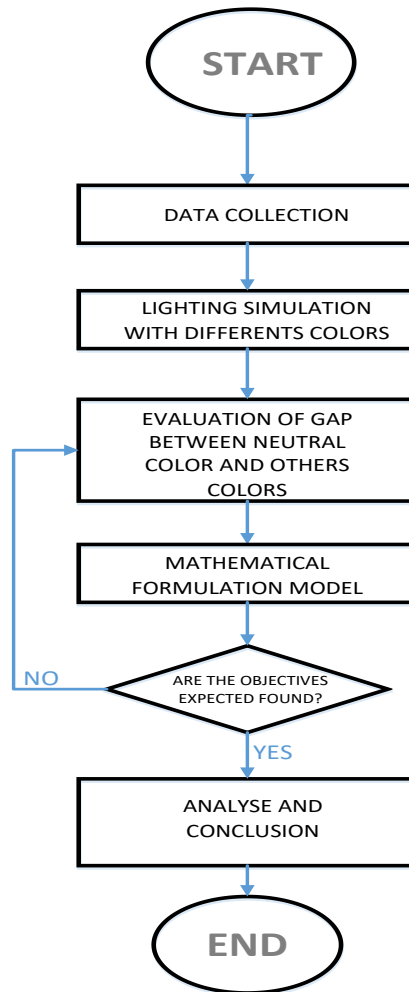 START
DATA COLLECTION
LIGHTING SIMULATION
WITH DIFFERENTS COLORS
EVALUATION OF GAP
BETWEEN NEUTRAL
COLOR AND OTHERS
COLORS
MATHEMATICAL
FORMULATION MODEL
ARE THE OBJECTIVES
EXPECTED FOUND?
NO
YES
ANALYSE AND
CONCLUSION
END